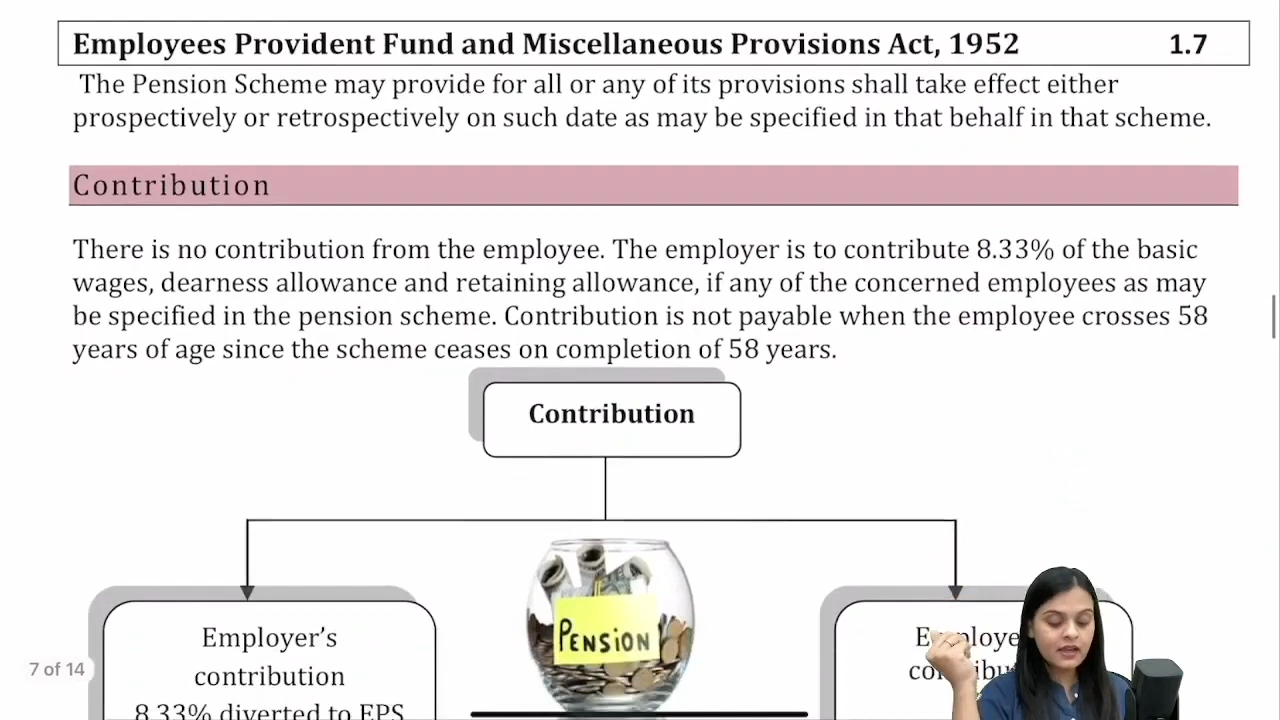 Employees Provident Fund and Miscellaneous Provisions Act, 1952 1.7
The Pension Scheme may provide for all or any of its provisions shall take effect either
prospectively or retrospectively on such date as may be specified in that behalf in that scheme.
Contribution
There is no contribution from the employee. The employer is to contribute 8.33% of the basic
wages, dearness allowance and retaining allowance, if any of the concerned employees as may
be specified in the pension scheme. Contribution is not payable when the employee crosses 58
years of age since the scheme ceases on completion of 58 years.
Contribution
Employer's
contribution
8.33% diverted to EPS
PENSION
7 of 14